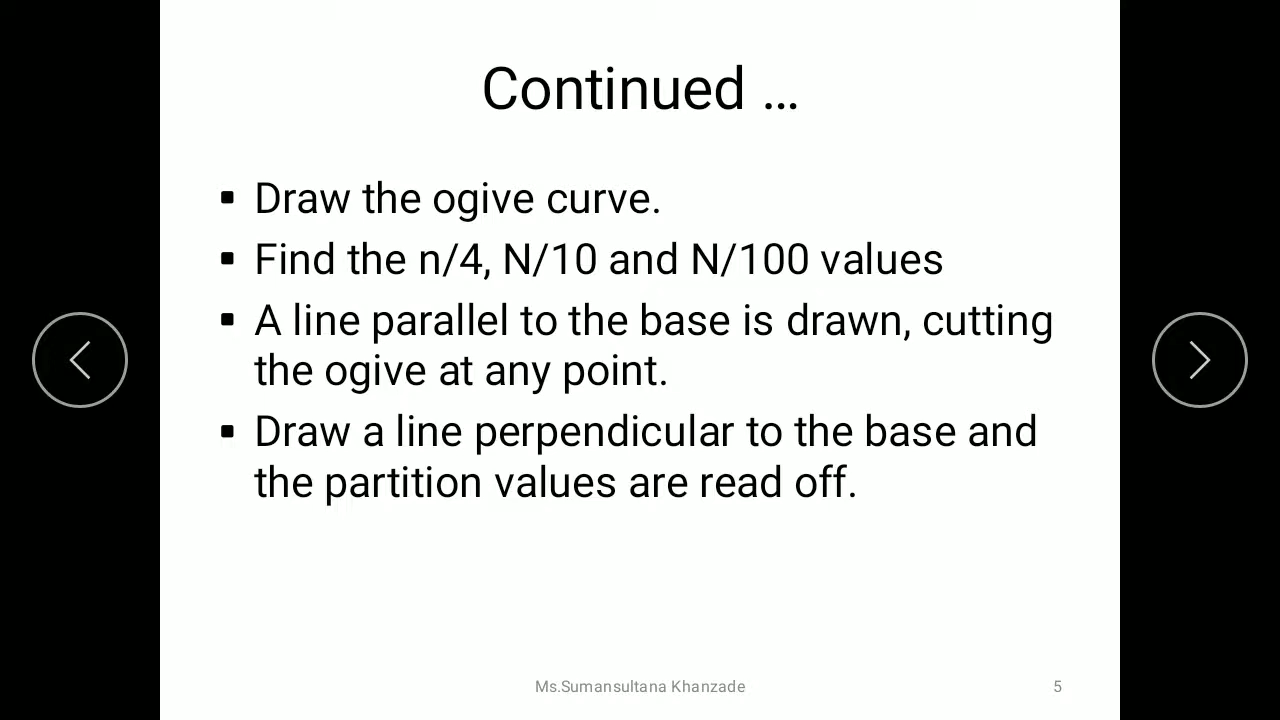 Continued …
▪ Draw the ogive curve.
▪ Find the n/4, N/10 and N/100 values
▪ A line parallel to the base is drawn, cutting
the ogive at any point.
▪ Draw a line perpendicular to the base and
the partition values are read off.
Ms.Sumansultana Khanzade
5